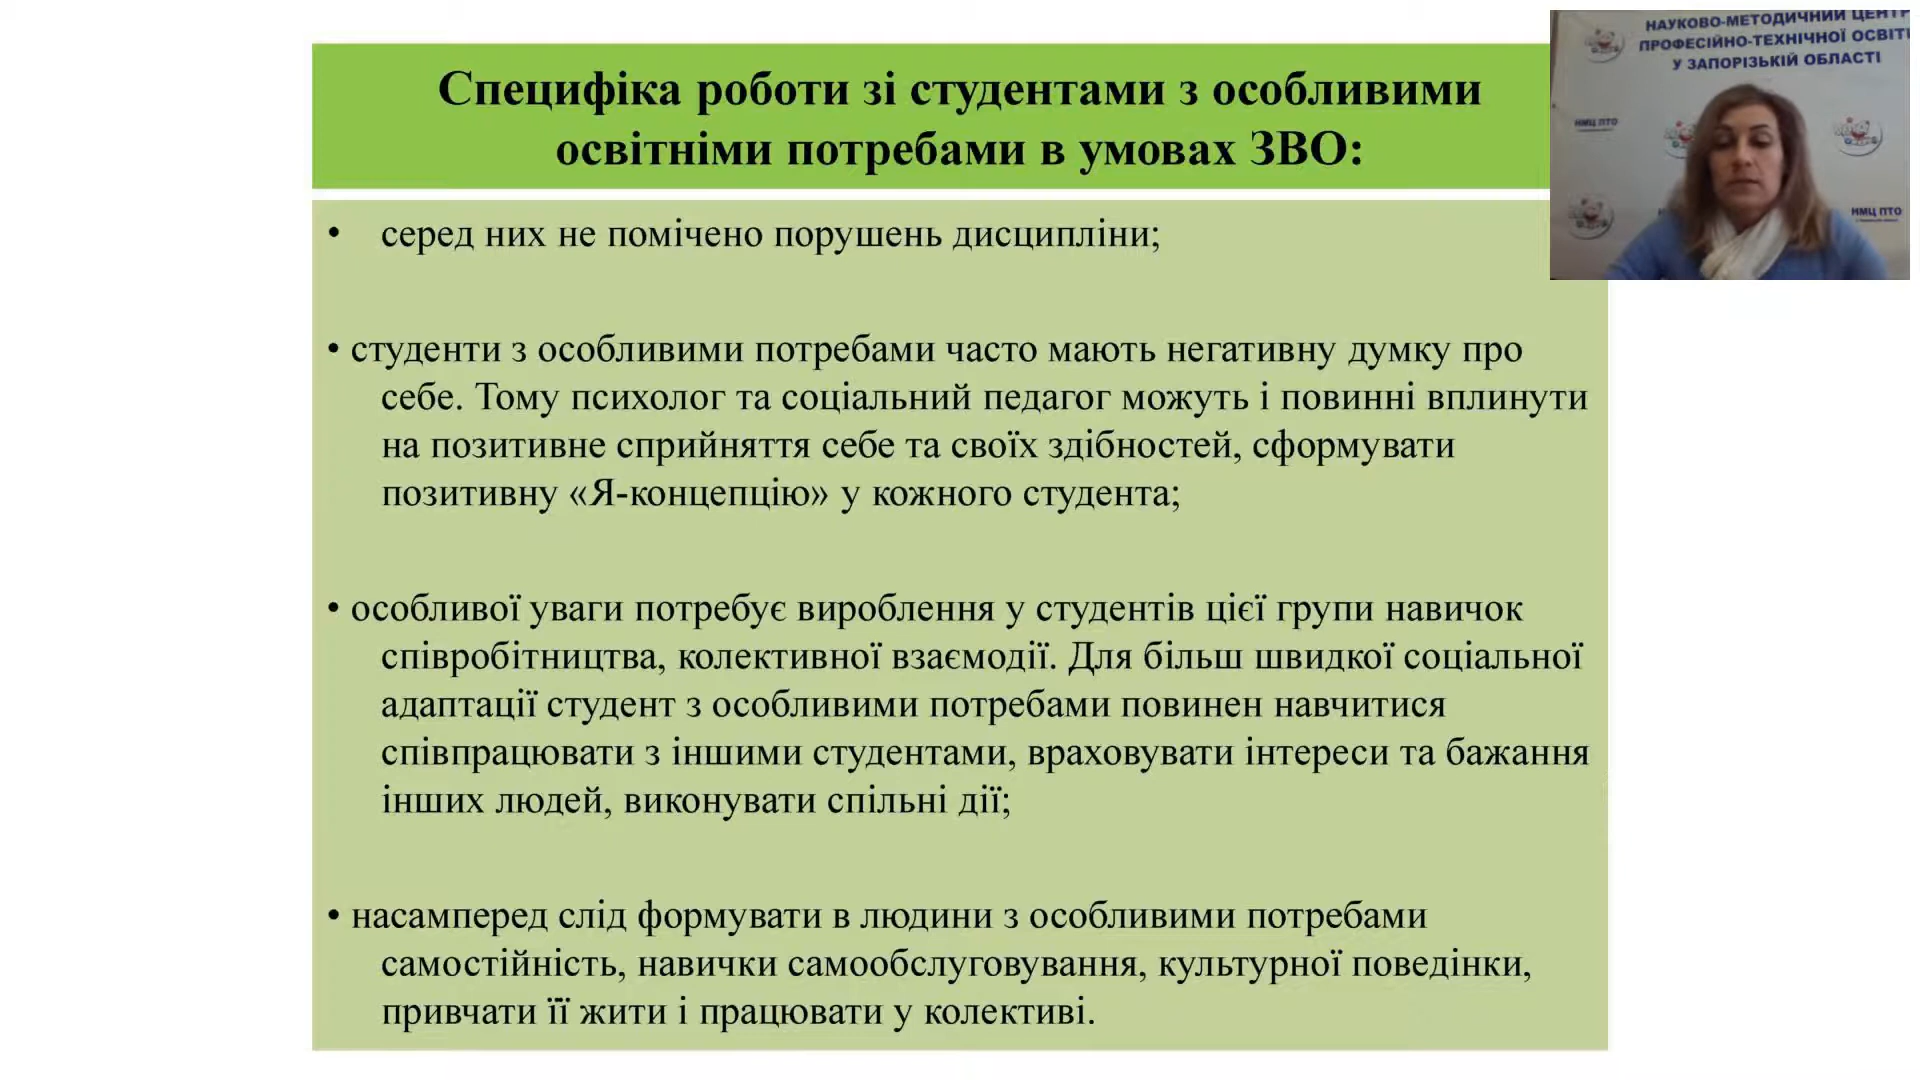 Специфіка роботи зі студентами з особливими
освітніми потребами в умовах ЗВО:
• серед них не помічено порушень дисципліни;
• студенти з особливими потребами часто мають негативну думку про
себе. Тому психолог та соціальний педагог можуть і повинні вплинути
на позитивне сприйняття себе та своїх здібностей, сформувати
позитивну «Я-концепцію» у кожного студента;
• особливої уваги потребує вироблення у студентів цієї групи навичок
співробітництва, колективної взаємодії. Для більш швидкої соціальної
адаптації студент з особливими потребами повинен навчитися
співпрацювати з іншими студентами, враховувати інтереси та бажання
інших людей, виконувати спільні дії;
• насамперед слід формувати в людини з особливими потребами
самостійність, навички самообслуговування, культурної поведінки,
привчати її жити і працювати у колективі.
НАУКОВО-МЕТОДИЧНИЙ ЦЕНТР
ПРОФЕСІЙНО-ТЕХНІЧНОЇ ОСВІТИ
У ЗАПОРІЗЬКІЙ ОБЛАСТІ
НМЦ ПТО
НМЦ ПТО